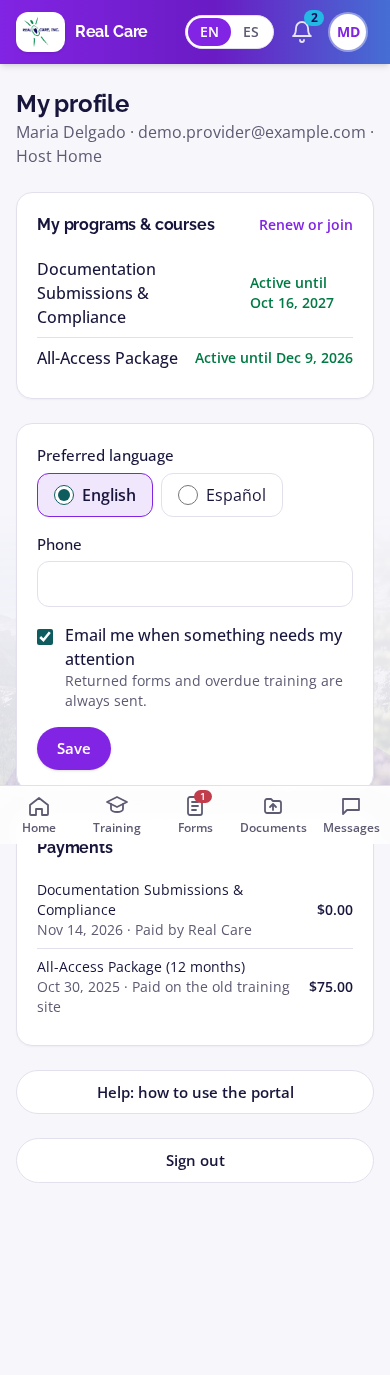 REAL CARE, INC.
Real Care
EN
ES
2
MD
My profile
Maria Delgado · demo.provider@example.com ·
Host Home
My programs & courses
Renew or join
Documentation
Submissions &
Compliance
Active until
Oct 16, 2027
All-Access Package
Active until Dec 9, 2026
Preferred language
English
Español
Phone
Email me when something needs my
attention
Returned forms and overdue training are
always sent.
Save
Home
Training
1
Forms
Documents
Messages
Payments
Documentation Submissions &
Compliance
$0.00
Nov 14, 2026 · Paid by Real Care
All-Access Package (12 months)
Oct 30, 2025 · Paid on the old training
site
$75.00
Help: how to use the portal
Sign out